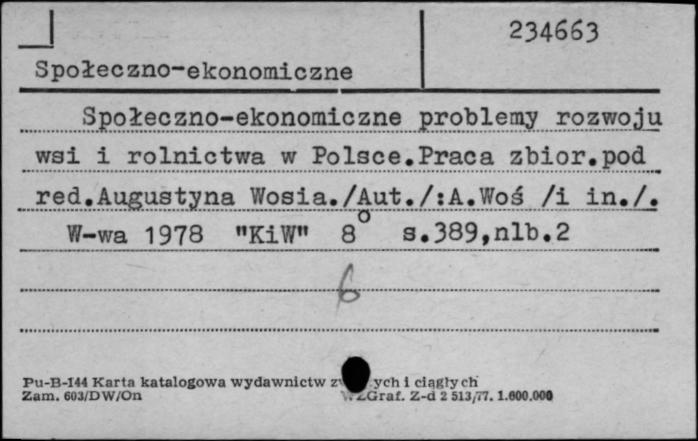 234663
Społeczno-ekonomiczne
Społeczno-ekonomiczne problemy rozwoju
wsi i rolnictwa w Polsce.Praca zbior.pod
red.Augustyna Wosia./Aut./:A.Woś /i in./.
W-wa 1978 "KiW" 8° s.389,nlb.2
6
Pu-B-144 Karta katalogowa wydawnictw i ciągłych
Zam. 603/DW/On Z-d 2 513/77. 1.600.000